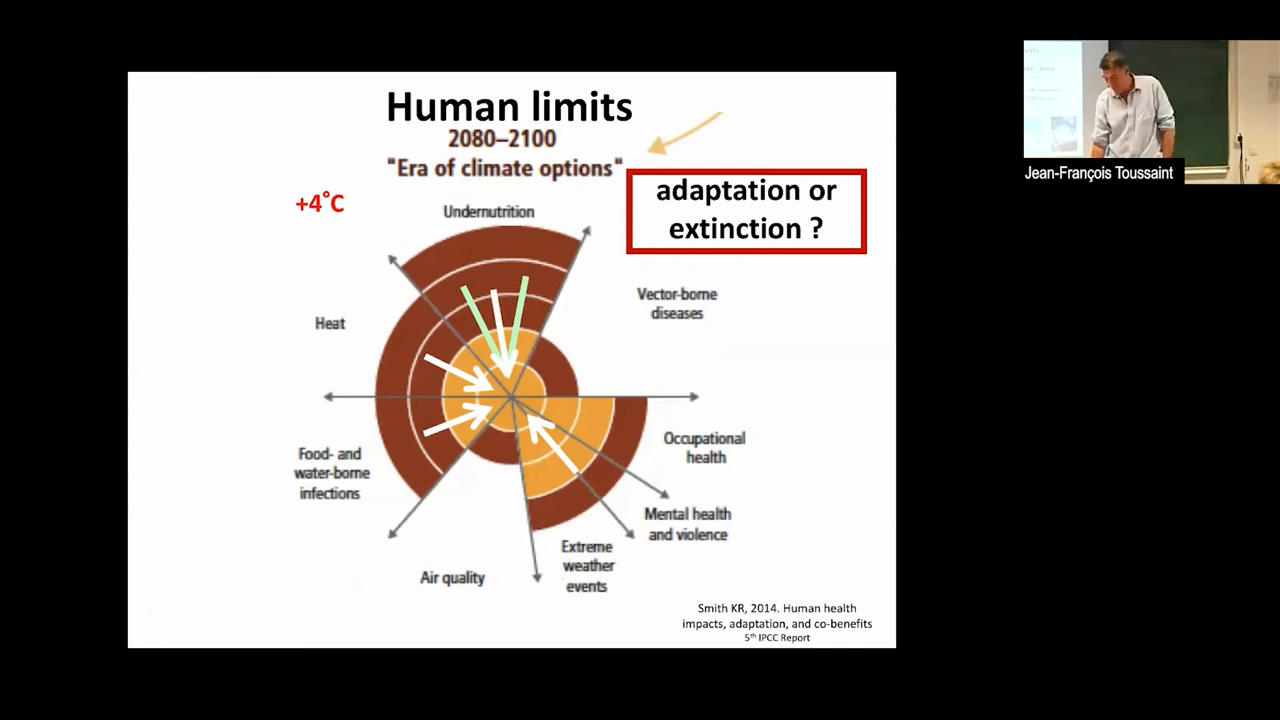 Human limits
2080–2100
"Era of climate options"
adaptation or
extinction ?
+4°C
Undernutrition
Vector-borne
diseases
Heat
Occupational
health
Food- and
water-borne
infections
Mental health
and violence
Extreme
weather
events
Air quality
Smith KR, 2014. Human health
impacts, adaptation, and co-benefits
5th IPCC Report
Jean-François Toussaint